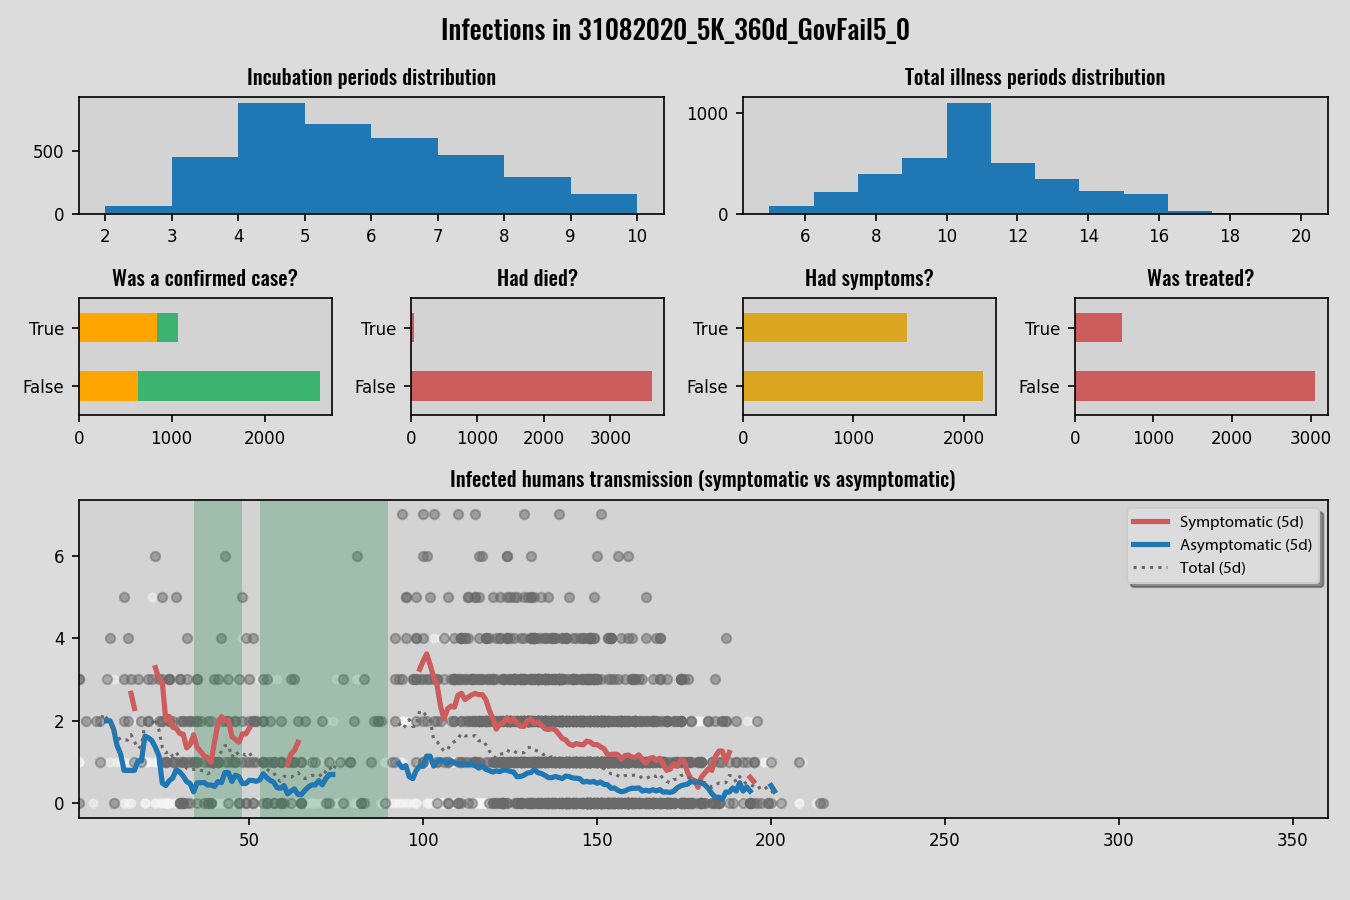 Infections in 31082020_5K_360d_GovFail5_0
Incubation periods distribution
Total illness periods distribution
500
0
2 3 4 5 6 7 8 9 10
1000
0
6 8 10 12 14 16 18 20
Was a confirmed case?
Had died?
Had symptoms?
Was treated?
True
False
0 1000 2000
True
False
0 1000 2000 3000
True
False
0 1000 2000
True
False
0 1000 2000 3000
Infected humans transmission (symptomatic vs asymptomatic)
Symptomatic (5d)
Asymptomatic (5d)
Total (5d)
6
4
2
0
50 100 150 200 250 300 350